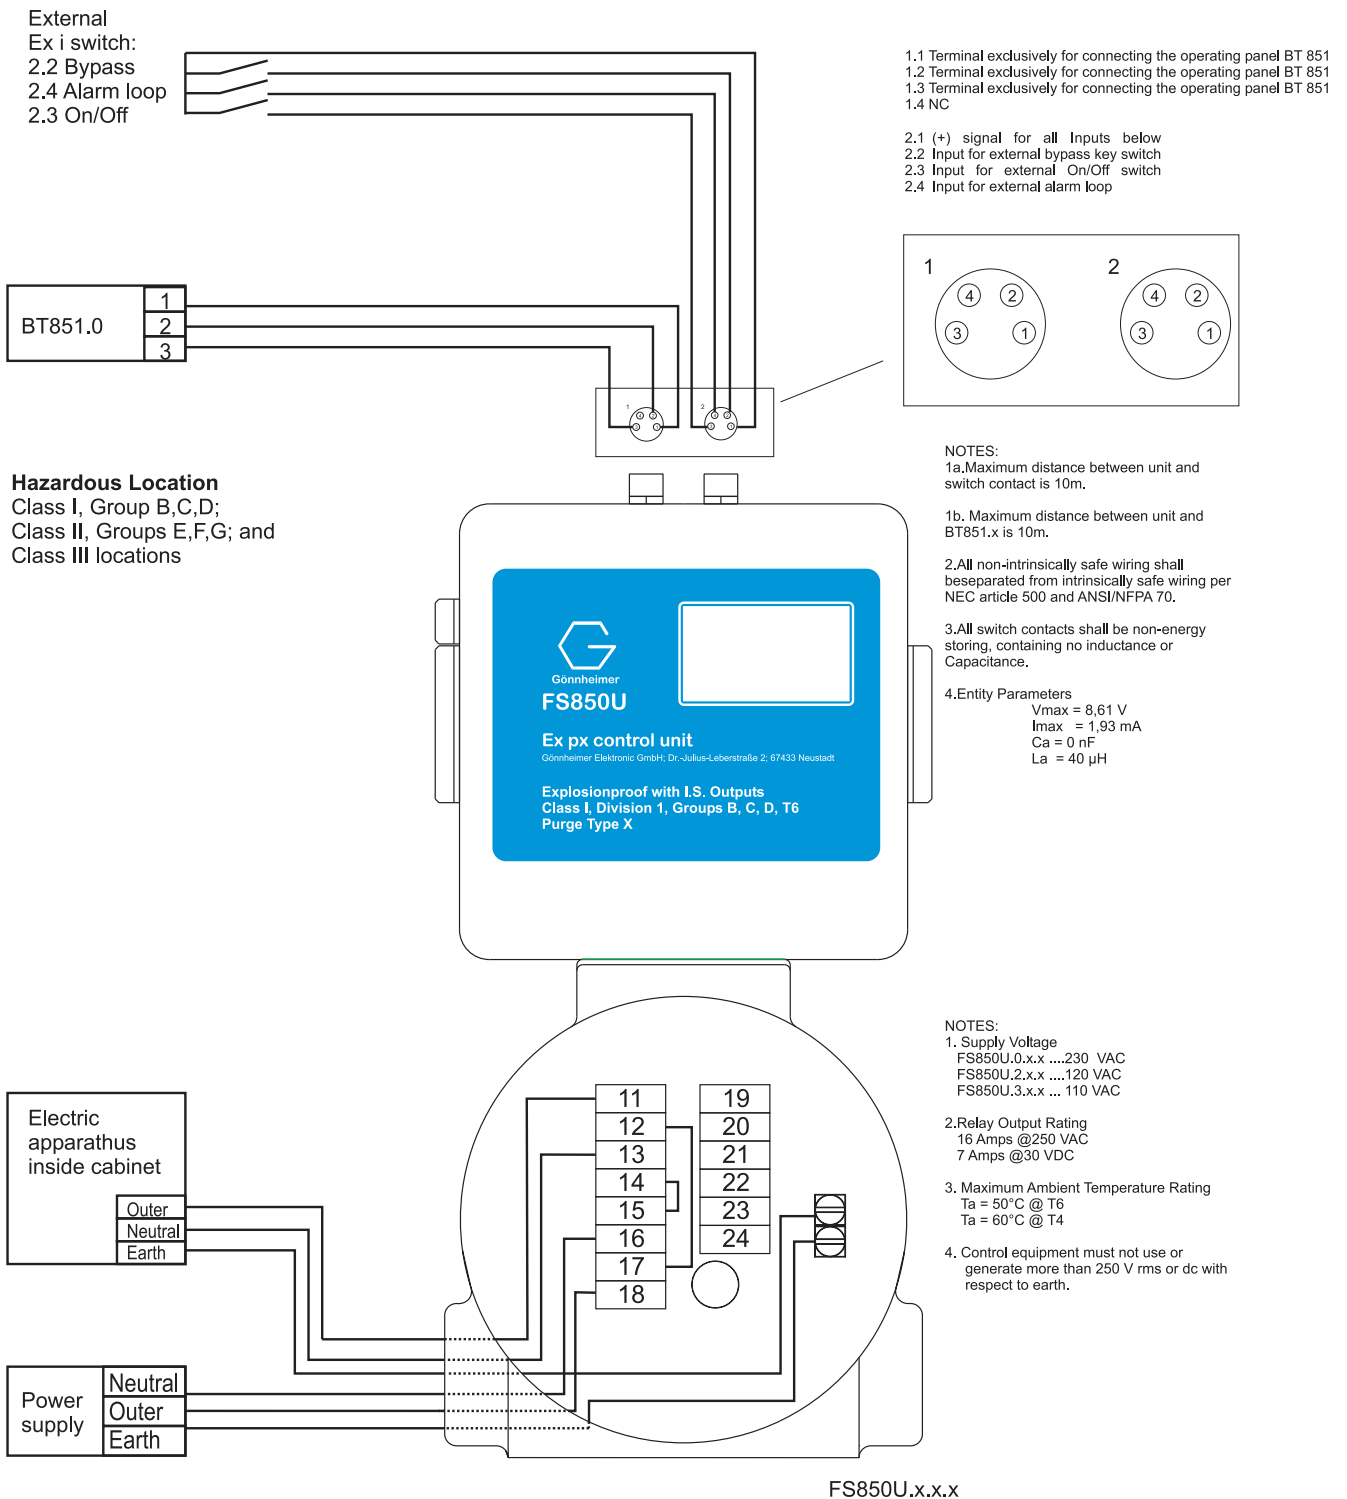 External
Ex i switch:
2.2 Bypass
2.4 Alarm loop
2.3 On/Off
1.1 Terminal exclusively for connecting the operating panel BT 851
1.2 Terminal exclusively for connecting the operating panel BT 851
1.3 Terminal exclusively for connecting the operating panel BT 851
1.4 NC
2.1 (+) signal for all Inputs below
2.2 Input for external bypass key switch
2.3 Input for external On/Off switch
2.4 Input for external alarm loop
1
4 2
3 1
2
4 2
3 1
BT851.0
1
2
3
1
2
Hazardous Location
Class I, Group B,C,D;
Class II, Groups E,F,G; and
Class III locations
NOTES:
1a.Maximum distance between unit and
switch contact is 10m.
1b. Maximum distance between unit and
BT851.x is 10m.
2.All non-intrinsically safe wiring shall
beseparated from intrinsically safe wiring per
NEC article 500 and ANSI/NFPA 70.
3.All switch contacts shall be non-energy
storing, containing no inductance or
Capacitance.
4.Entity Parameters
Vmax = 8,61 V
Imax = 1,93 mA
Ca = 0 nF
La = 40 µH
G
Gönnheimer
FS850U
Ex px control unit
Gönnheimer Elektronic GmbH; Dr.-Julius-Leberstraße 2; 67433 Neustadt
Explosionproof with I.S. Outputs
Class I, Division 1, Groups B, C, D, T6
Purge Type X
NOTES:
1. Supply Voltage
FS850U.0.x.x ....230 VAC
FS850U.2.x.x ....120 VAC
FS850U.3.x.x ... 110 VAC
2.Relay Output Rating
16 Amps @250 VAC
7 Amps @30 VDC
3. Maximum Ambient Temperature Rating
Ta = 50°C @ T6
Ta = 60°C @ T4
4. Control equipment must not use or
generate more than 250 V rms or dc with
respect to earth.
Electric
apparathus
inside cabinet
Outer
Neutral
Earth
11
12
13
14
15
16
17
18
19
20
21
22
23
24
Power
supply
Neutral
Outer
Earth
FS850U.x.x.x